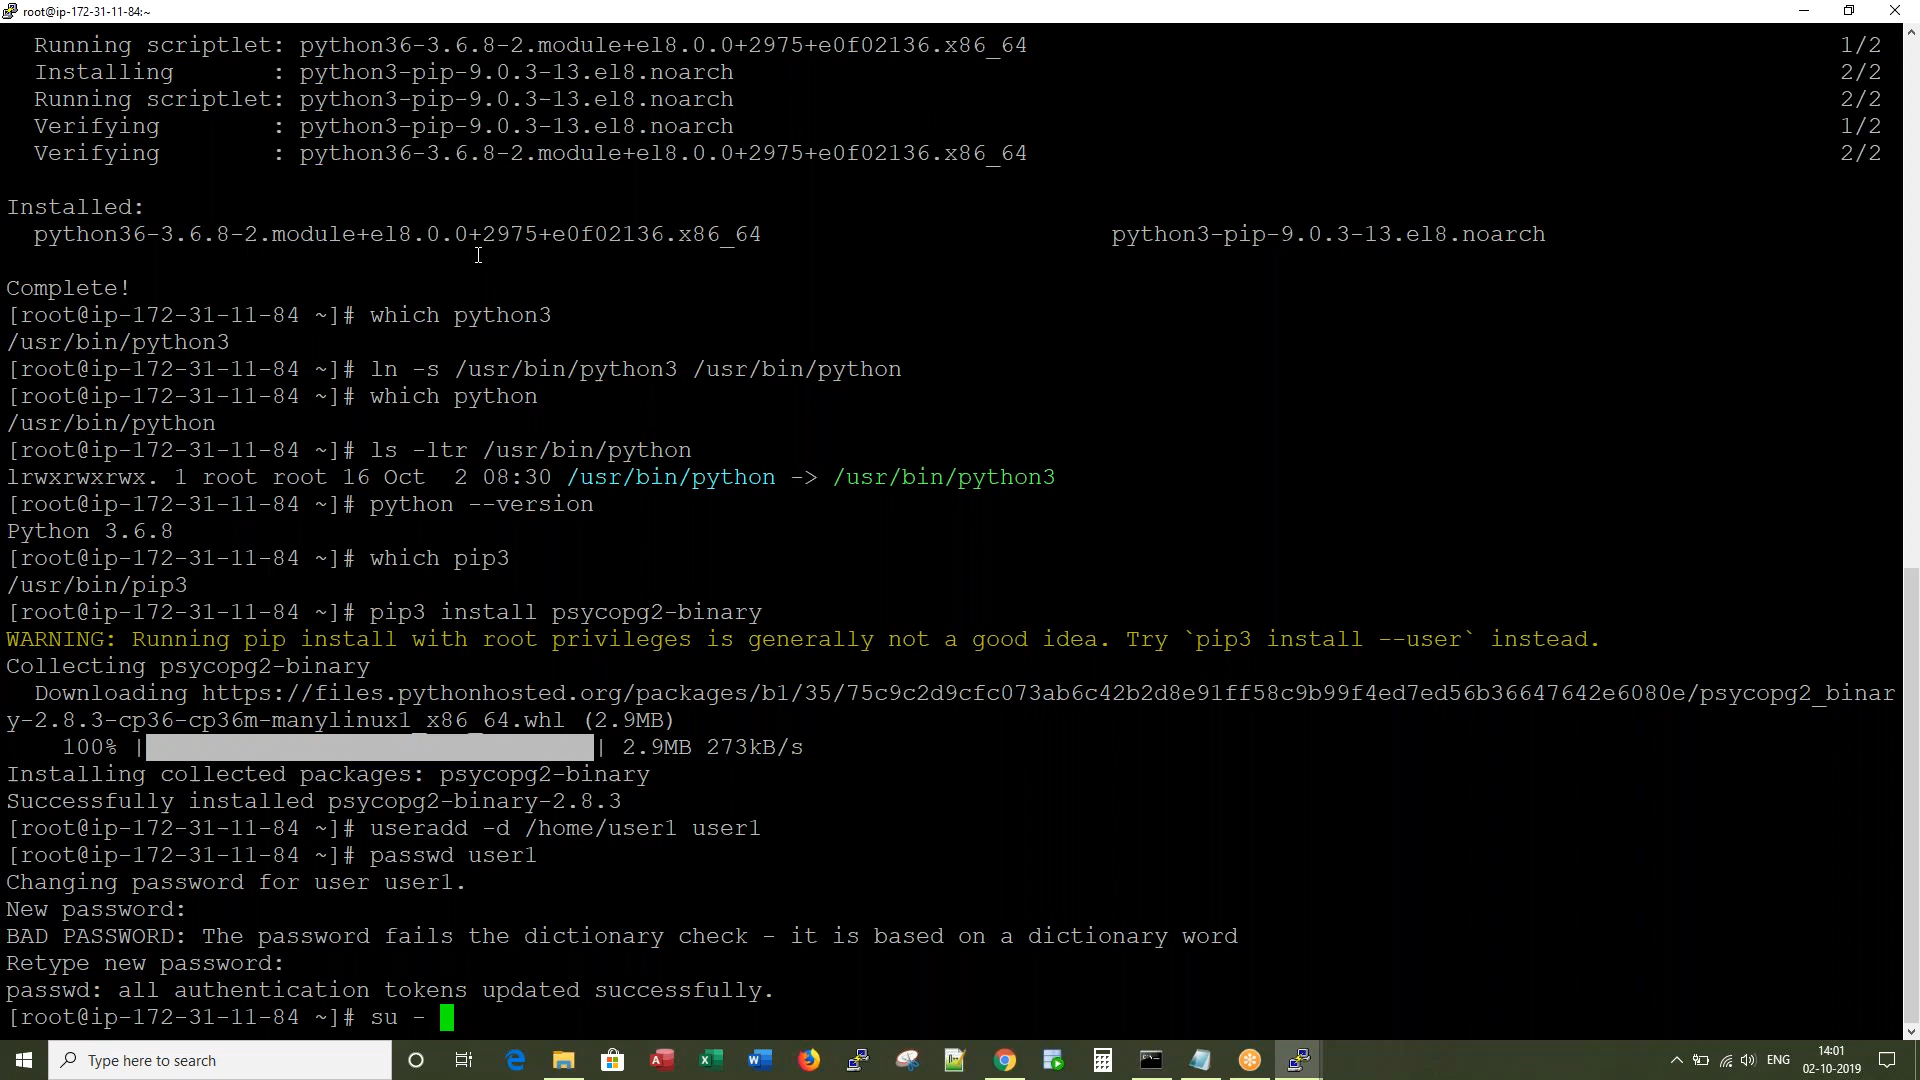 root@ip-172-31-11-84:~
Running scriptlet: python36-3.6.8-2.module+el8.0.0+2975+e0f02136.x86_64 1/2
Installing : python3-pip-9.0.3-13.el8.noarch 2/2
Running scriptlet: python3-pip-9.0.3-13.el8.noarch 2/2
Verifying : python3-pip-9.0.3-13.el8.noarch 1/2
Verifying : python36-3.6.8-2.module+el8.0.0+2975+e0f02136.x86_64 2/2
Installed:
python36-3.6.8-2.module+el8.0.0+2975+e0f02136.x86_64 python3-pip-9.0.3-13.el8.noarch
Complete!
[root@ip-172-31-11-84 ~]# which python3
/usr/bin/python3
[root@ip-172-31-11-84 ~]# ln -s /usr/bin/python3 /usr/bin/python
[root@ip-172-31-11-84 ~]# which python
/usr/bin/python
[root@ip-172-31-11-84 ~]# ls -ltr /usr/bin/python
lrwxrwxrwx. 1 root root 16 Oct  2 08:30 /usr/bin/python -> /usr/bin/python3
[root@ip-172-31-11-84 ~]# python --version
Python 3.6.8
[root@ip-172-31-11-84 ~]# which pip3
/usr/bin/pip3
[root@ip-172-31-11-84 ~]# pip3 install psycopg2-binary
WARNING: Running pip install with root privileges is generally not a good idea. Try `pip3 install --user` instead.
Collecting psycopg2-binary
Downloading https://files.pythonhosted.org/packages/b1/35/75c9c2d9cfc073ab6c42b2d8e91ff58c9b99f4ed7ed56b36647642e6080e/psycopg2_binar
y-2.8.3-cp36-cp36m-manylinux1_x86_64.whl (2.9MB)
100% | | 2.9MB 273kB/s
Installing collected packages: psycopg2-binary
Successfully installed psycopg2-binary-2.8.3
[root@ip-172-31-11-84 ~]# useradd -d /home/user1 user1
[root@ip-172-31-11-84 ~]# passwd user1
Changing password for user user1.
New password:
BAD PASSWORD: The password fails the dictionary check - it is based on a dictionary word
Retype new password:
passwd: all authentication tokens updated successfully.
[root@ip-172-31-11-84 ~]# su -
Type here to search
ENG
14:01
02-10-2019